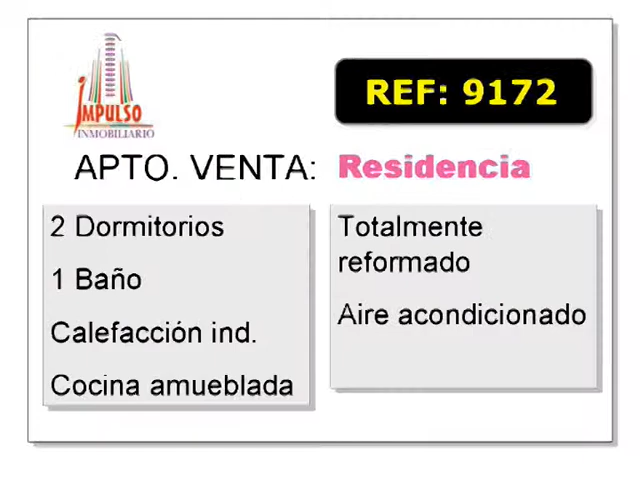 IMPULSO
INMOBILIARIO
REF: 9172
APTO. VENTA: Residencia
2 Dormitorios
1 Baño
Calefacción ind.
Cocina amueblada
Totalmente
reformado
Aire acondicionado